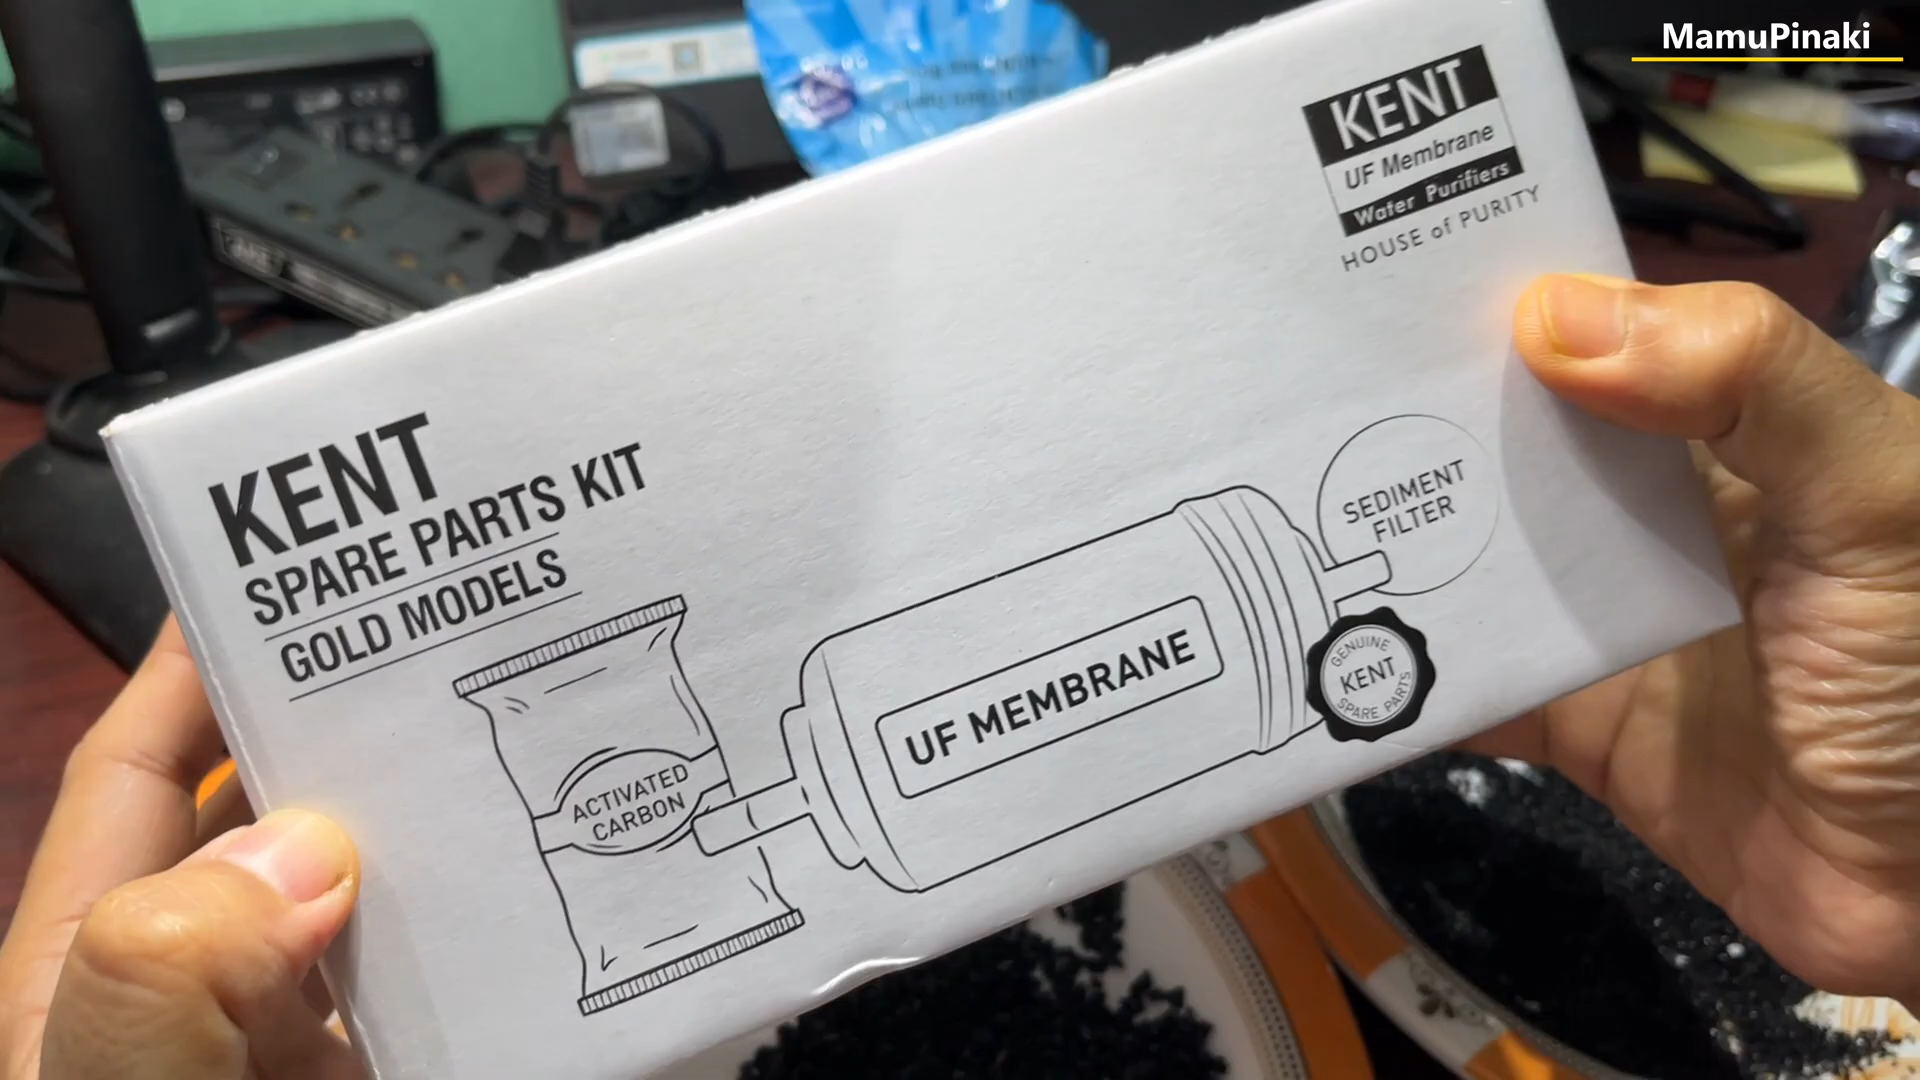 MamuPinaki
KENT
UF Membrane
Water Purifiers
HOUSE of PURITY
KENT
SPARE PARTS KIT
GOLD MODELS
SEDIMENT
FILTER
UF MEMBRANE
GENUINE
KENT
SPARE PARTS
ACTIVATED
CARBON